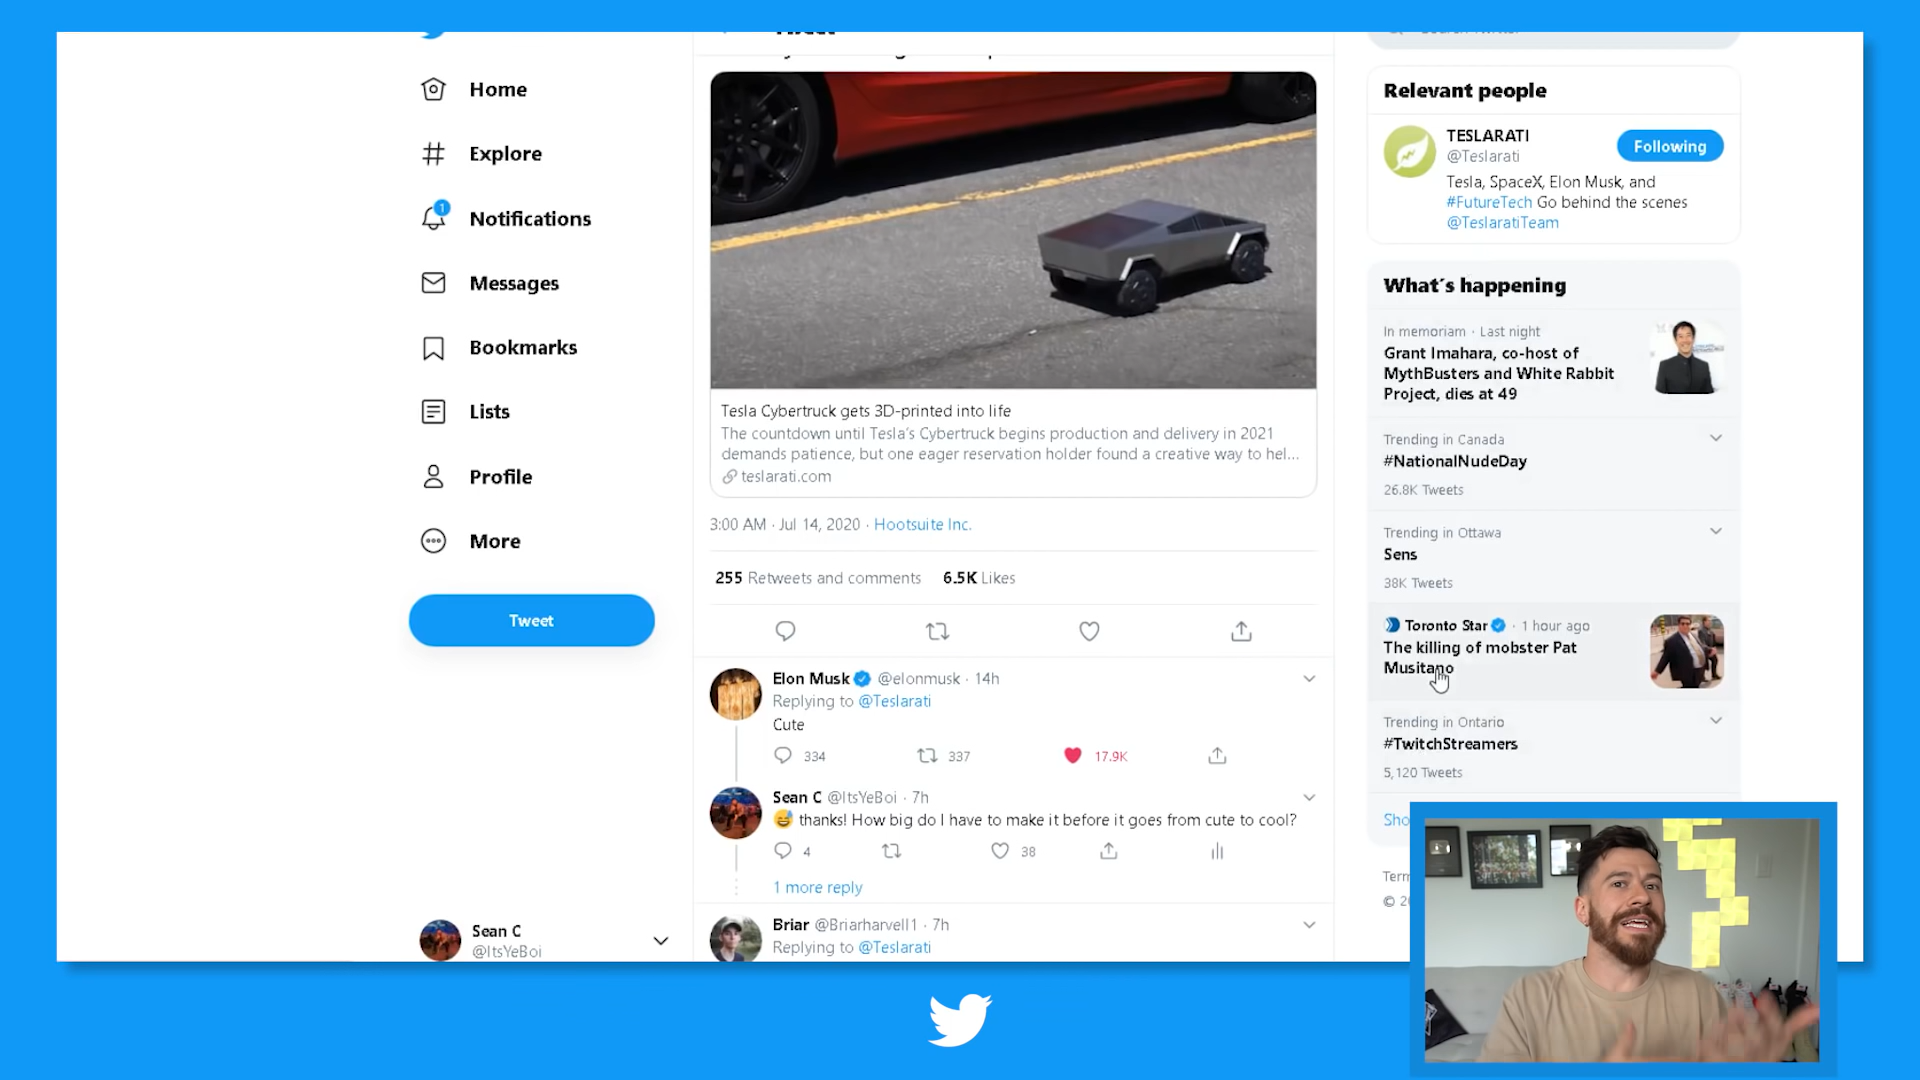 Home
Explore
1
Notifications
Messages
Bookmarks
Lists
Profile
More
Tweet
Sean C
@ItsYeBoi
Tweet
Tesla Cybertruck gets 3D-printed into life
The countdown until Tesla's Cybertruck begins production and delivery in 2021
demands patience, but one eager reservation holder found a creative way to hel...
teslarati.com
3:00 AM · Jul 14, 2020 · Hootsuite Inc.
255 Retweets and comments 6.5K Likes
Elon Musk @elonmusk · 14h
Replying to @Teslarati
Cute
334 337 17.9K
Sean C @ItsYeBoi · 7h
😅 thanks! How big do I have to make it before it goes from cute to cool?
4 38
1 more reply
Briar @Briarharvell1 · 7h
Replying to @Teslarati
Relevant people
TESLARATI
@Teslarati
Following
Tesla, SpaceX, Elon Musk, and
#FutureTech Go behind the scenes
@TeslaratiTeam
What's happening
In memoriam · Last night
Grant Imahara, co-host of
MythBusters and White Rabbit
Project, dies at 49
Trending in Canada
#NationalNudeDay
26.8K Tweets
Trending in Ottawa
Sens
38K Tweets
Toronto Star · 1 hour ago
The killing of mobster Pat
Musitano
Trending in Ontario
#TwitchStreamers
5,120 Tweets
Sho
Term
© 20